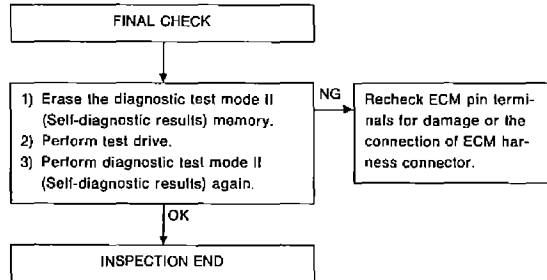 FINAL CHECK
1) Erase the diagnostic test mode II
(Self-diagnostic results) memory.
2) Perform test drive.
3) Perform diagnostic test mode II
(Self-diagnostic results) again.
NG
Recheck ECM pin termi-
nals for damage or the
connection of ECM har-
ness connector.
OK
INSPECTION END